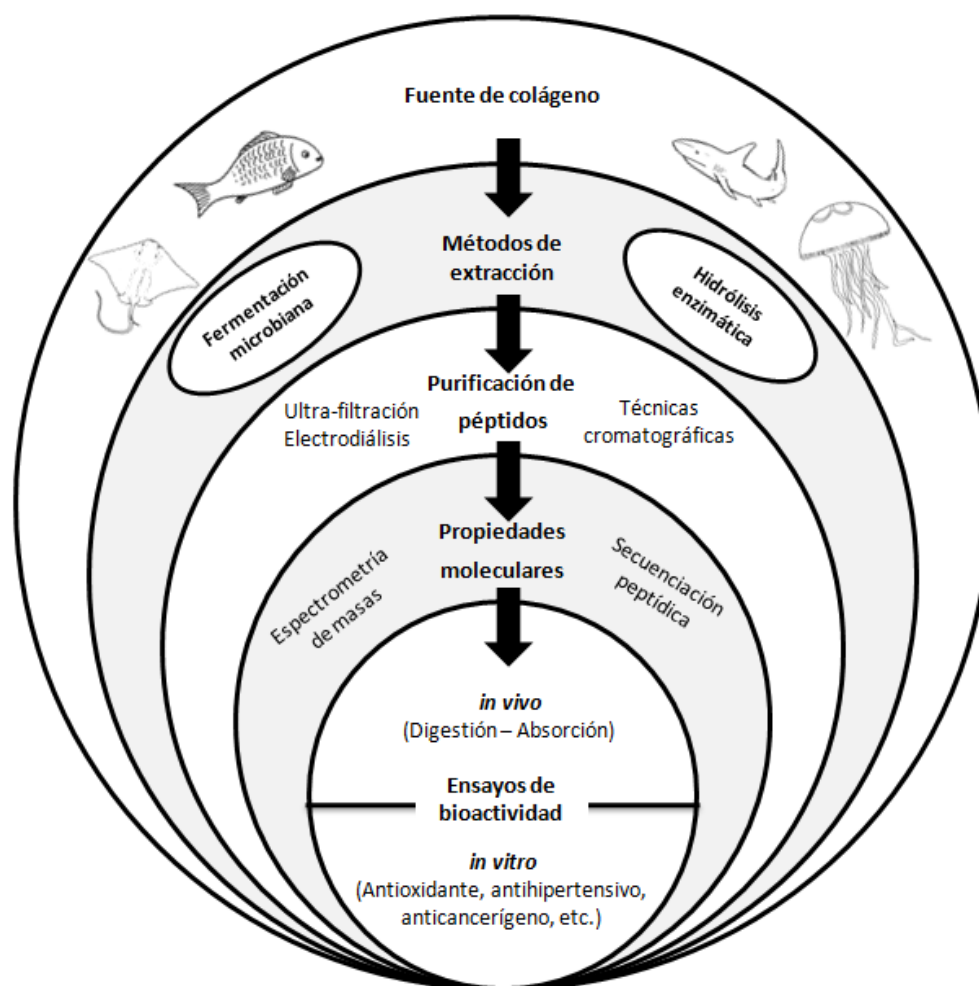 Fuente de colágeno
Métodos de
extracción
Fermentación
microbiana
Hidrólisis
enzimática
Purificación de
péptidos
Ultra-filtración
Electrodiálisis
Técnicas
cromatográficas
Propiedades
moleculares
Espectrometría
de masas
Secuenciación
peptídica
in vivo
(Digestión – Absorción)
Ensayos de
bioactividad
in vitro
(Antioxidante, antihipertensivo,
anticancerígeno, etc.)